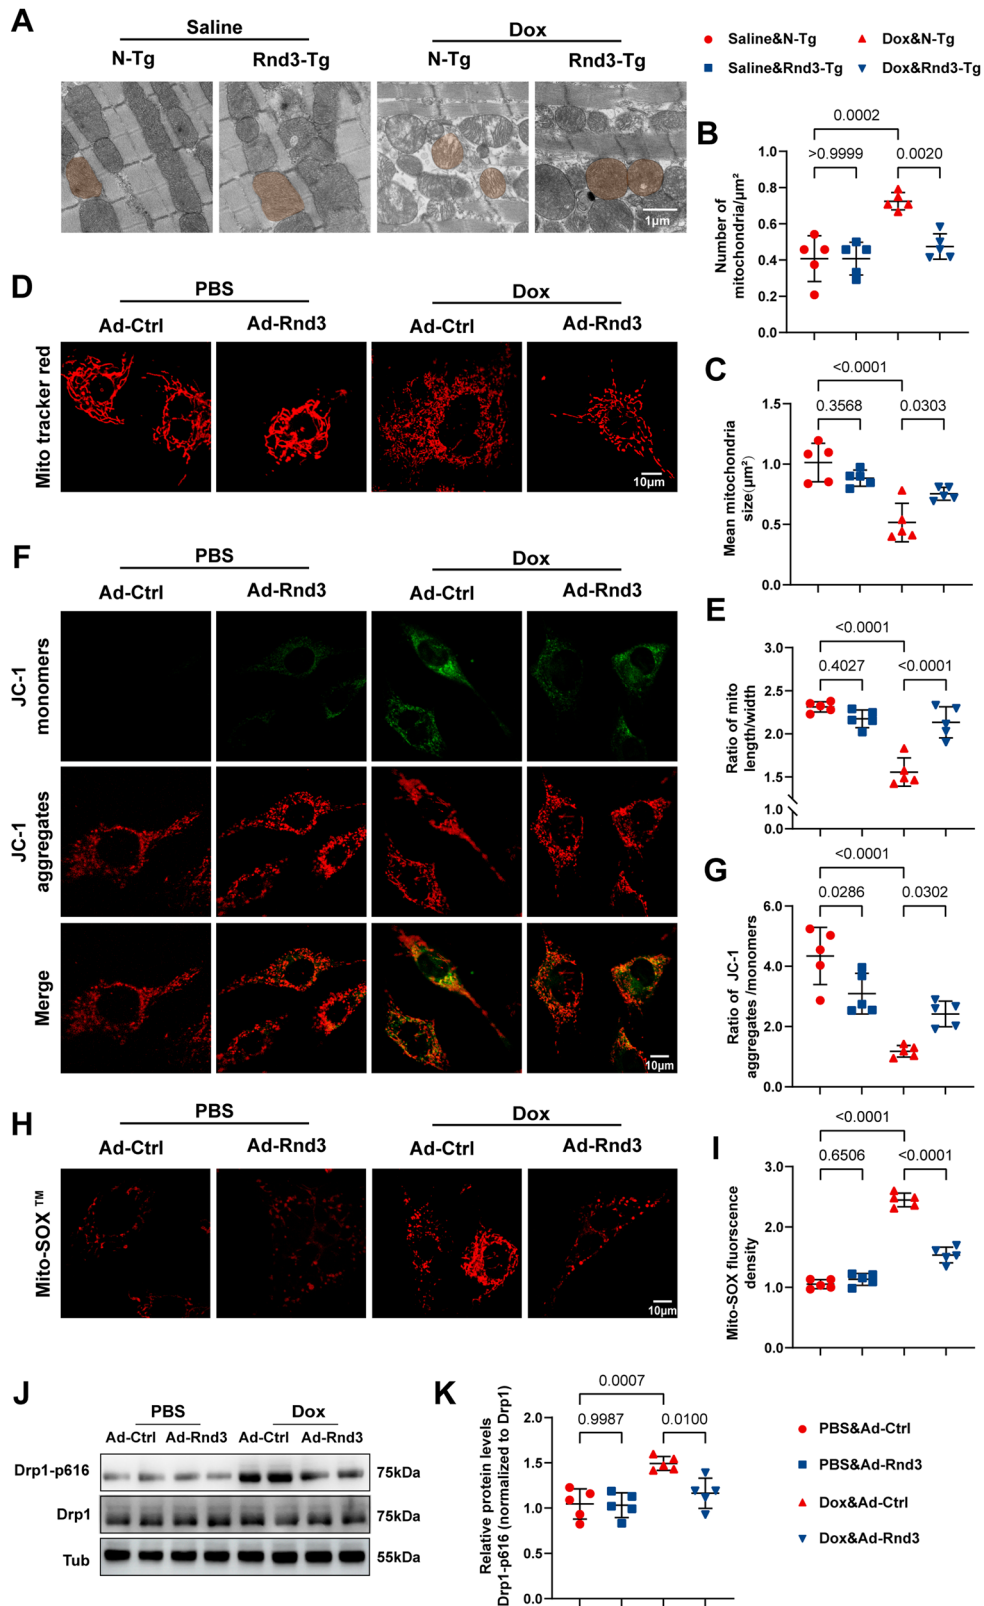 A
Saline
Dox
N-Tg
Rnd3-Tg
N-Tg
Rnd3-Tg
1μm
Saline&N-Tg
Dox&N-Tg
Saline&Rnd3-Tg
Dox&Rnd3-Tg
B
0.0002
>0.9999
0.0020
Number of
mitochondria/μm²
1.0
0.8
0.6
0.4
0.2
0.0
C
<0.0001
0.3568
0.0303
Mean mitochondria
size(μm²)
1.5
1.0
0.5
0.0
D
PBS
Dox
Ad-Ctrl
Ad-Rnd3
Ad-Ctrl
Ad-Rnd3
Mito tracker red
10μm
E
<0.0001
0.4027
<0.0001
Ratio of mito
length/width
3.0
2.5
2.0
1.5
1.0
0.0
F
PBS
Dox
Ad-Ctrl
Ad-Rnd3
Ad-Ctrl
Ad-Rnd3
JC-1
monomers
JC-1
aggregates
Merge
10μm
G
<0.0001
0.0286
0.0302
Ratio of JC-1
aggregates /monomers
6.0
4.0
2.0
0.0
H
PBS
Dox
Ad-Ctrl
Ad-Rnd3
Ad-Ctrl
Ad-Rnd3
Mito-SOX ™
10μm
I
<0.0001
0.6506
<0.0001
Mito-SOX fluorescence
density
3.0
2.0
1.0
0.0
J
PBS
Dox
Ad-Ctrl Ad-Rnd3 Ad-Ctrl Ad-Rnd3
Drp1-p616
75kDa
Drp1
75kDa
Tub
55kDa
K
0.0007
0.9987
0.0100
Relative protein levels
Drp1-p616 (normalized to Drp1)
2.0
1.5
1.0
0.5
0.0
PBS&Ad-Ctrl
PBS&Ad-Rnd3
Dox&Ad-Ctrl
Dox&Ad-Rnd3